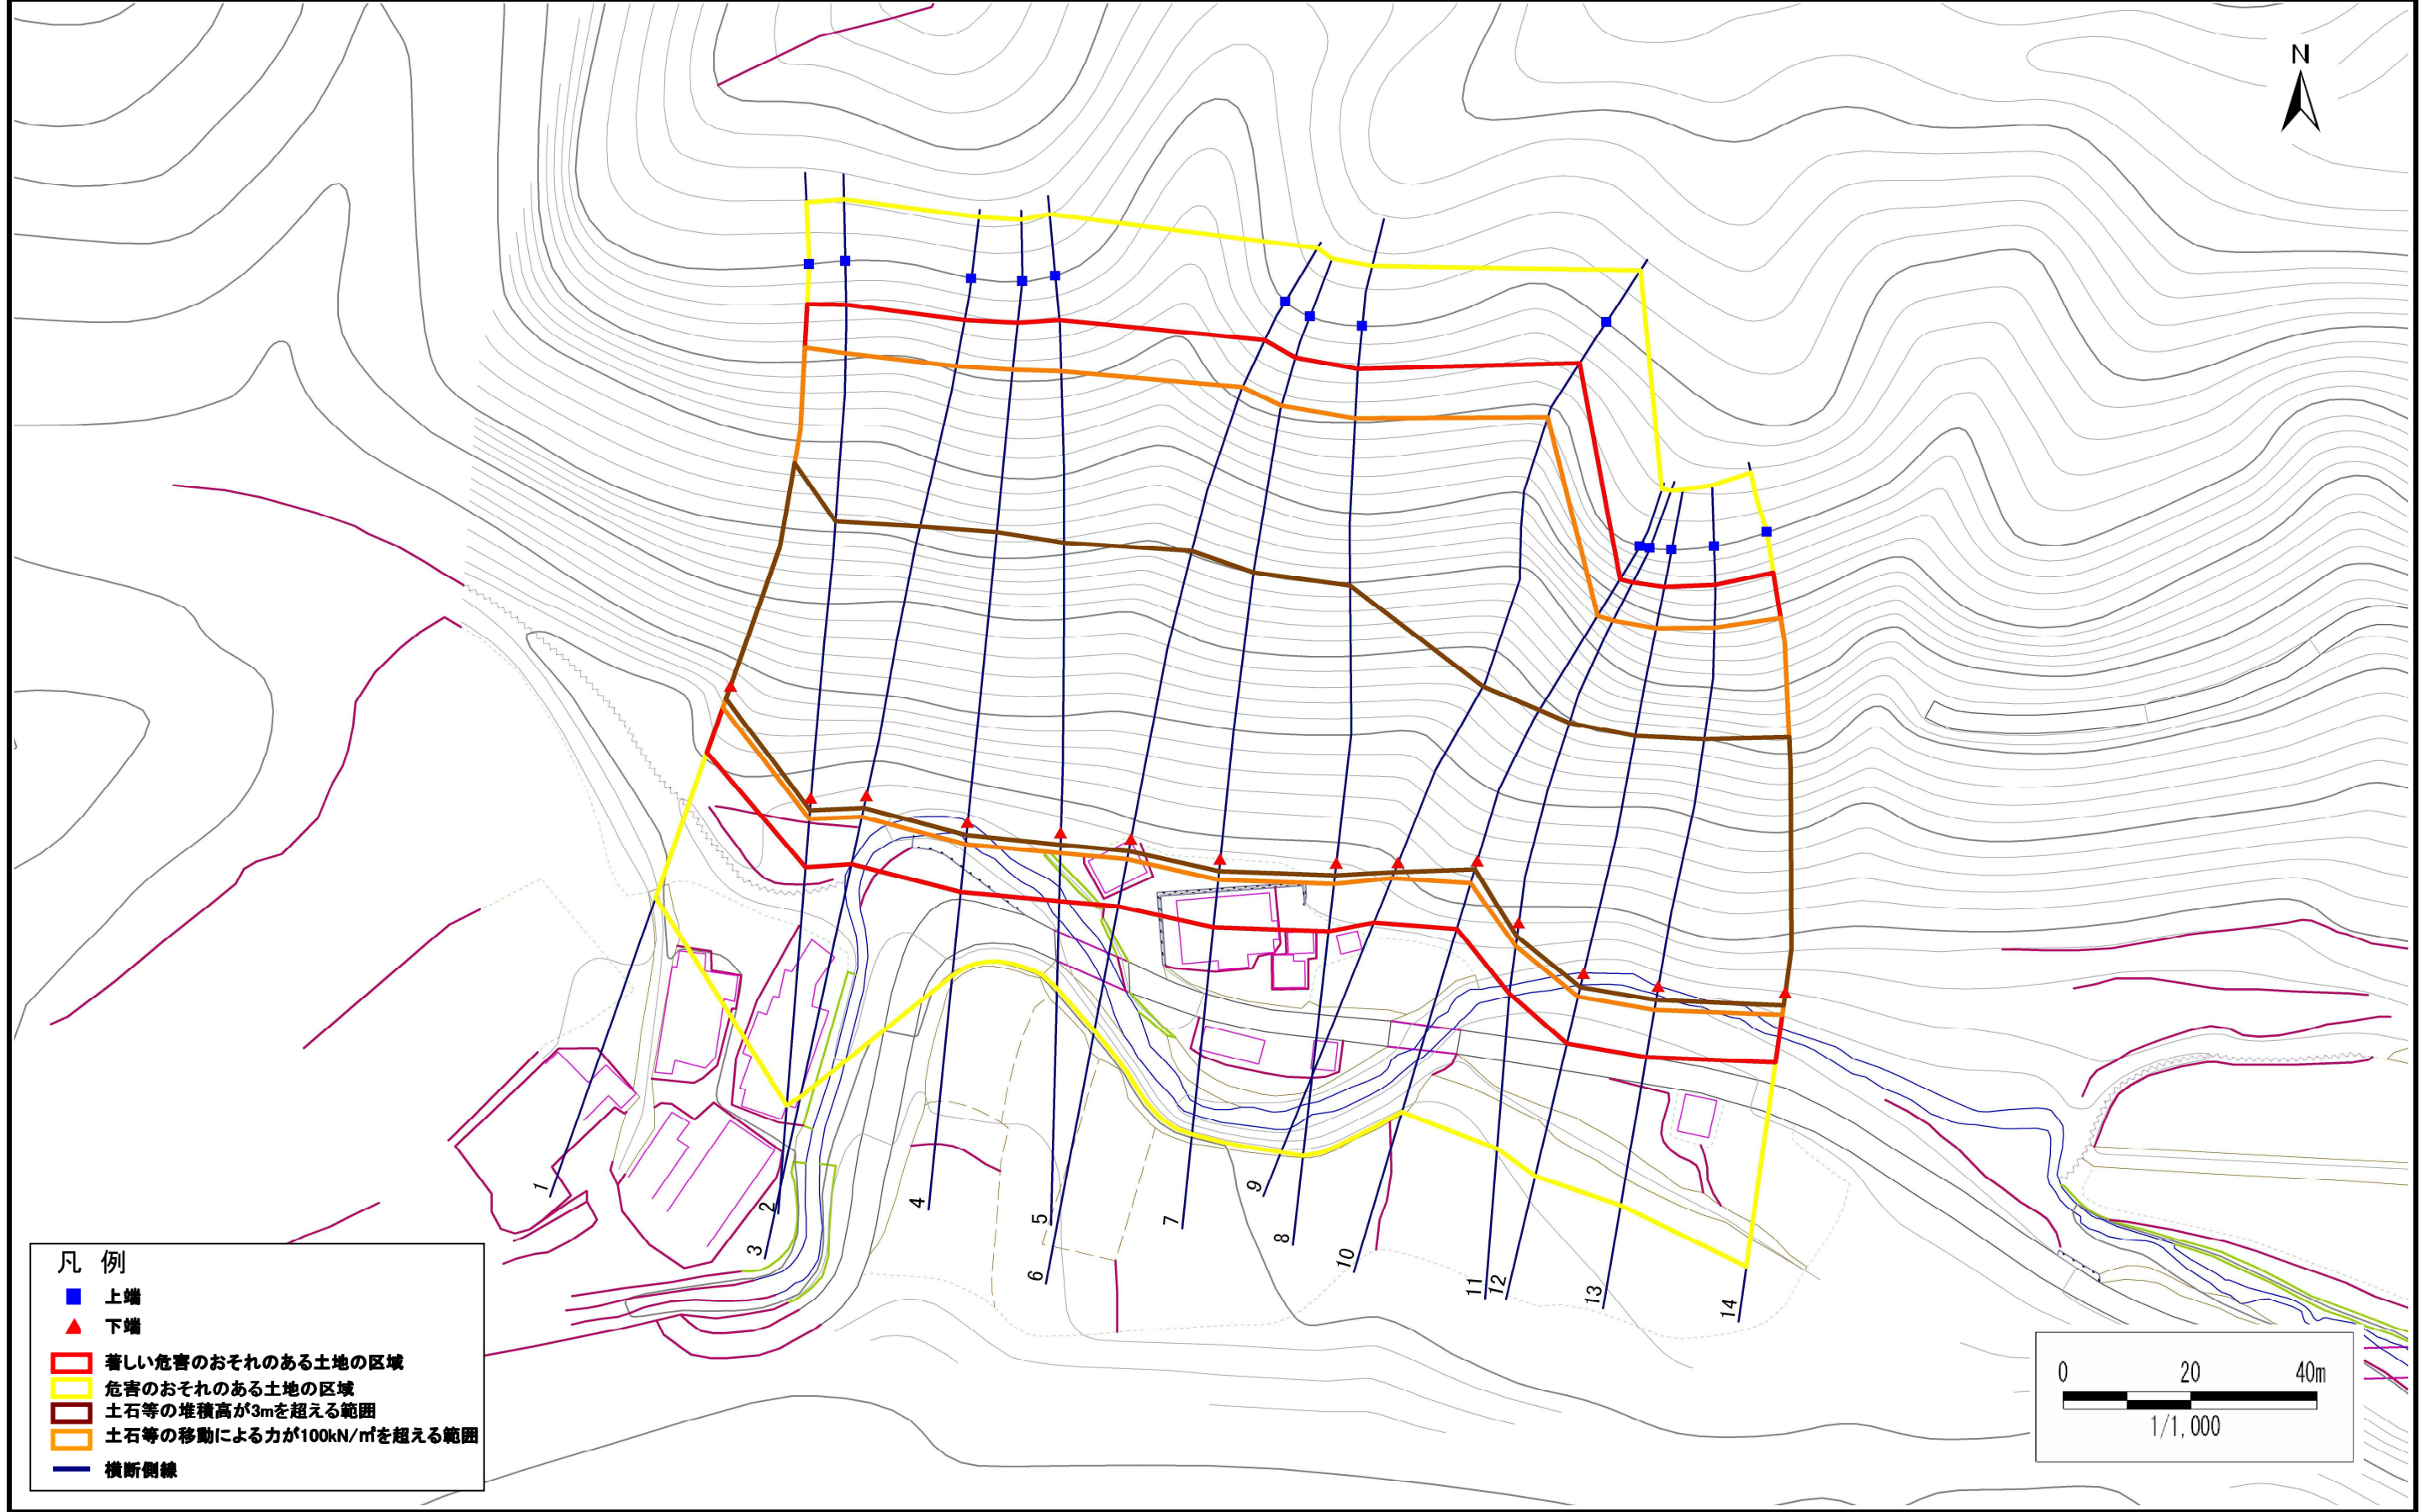 N
1
2
3
4
5
6
7
9
8
10
11
12
13
14
凡 例
上端
下端
著しい危害のおそれのある土地の区域
危害のおそれのある土地の区域
土石等の堆積高が3mを超える範囲
土石等の移動による力が100kN/㎡を超える範囲
横断側線
0 20 40m
1/1,000